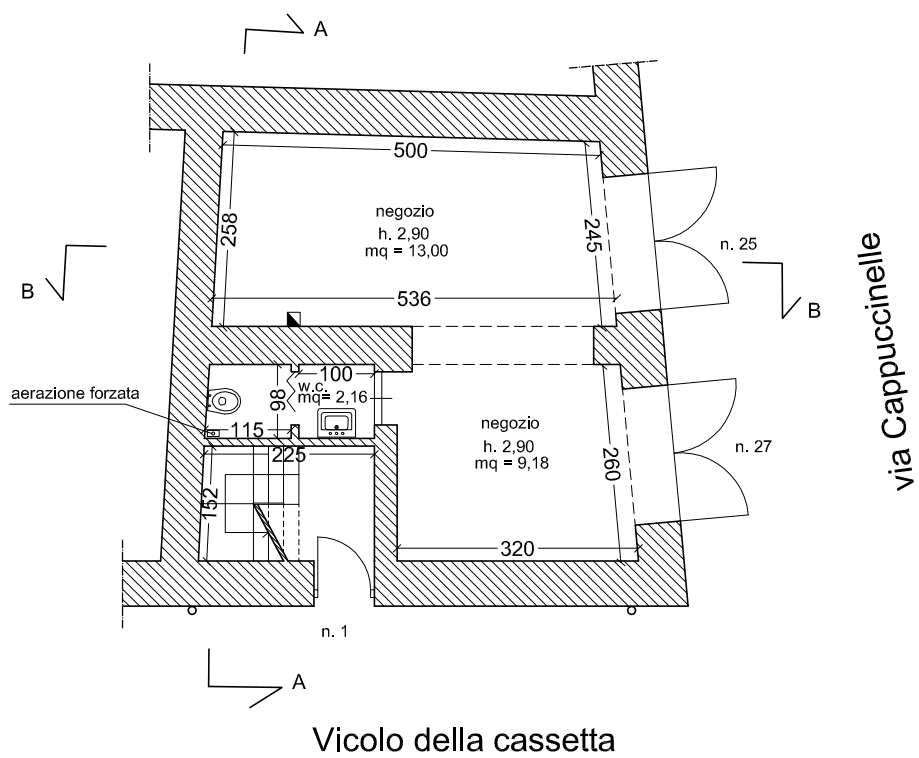 A
500
negozio
h. 2,90
mq = 13,00
258
245
n. 25
B
B
536
via Cappuccinelle
aerazione forzata
100
w.c.
mq = 2,16
98
115
225
negozio
h. 2,90
mq = 9,18
n. 27
260
152
320
n. 1
A
Vicolo della cassetta